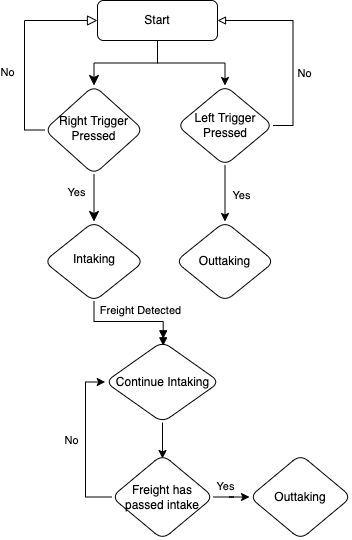 Start
No
No
Right Trigger
Pressed
Left Trigger
Pressed
Yes
Yes
Intaking
Outtaking
Freight Detected
Continue Intaking
No
Freight has
passed intake
Yes
Outtaking